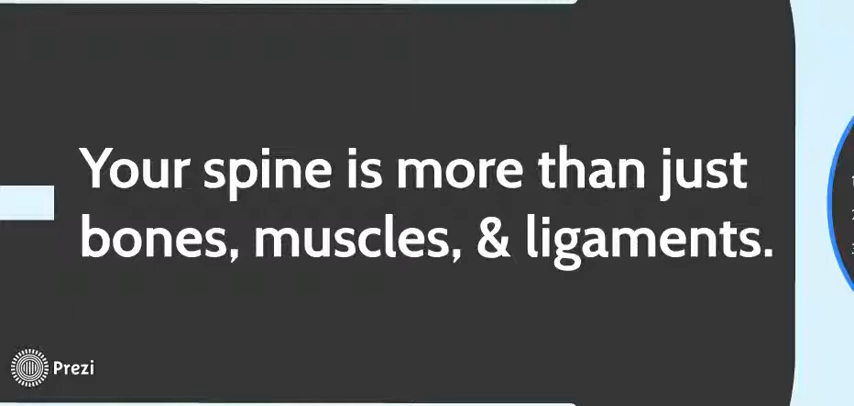 Your spine is more than just
bones, muscles, & ligaments.
Prezi